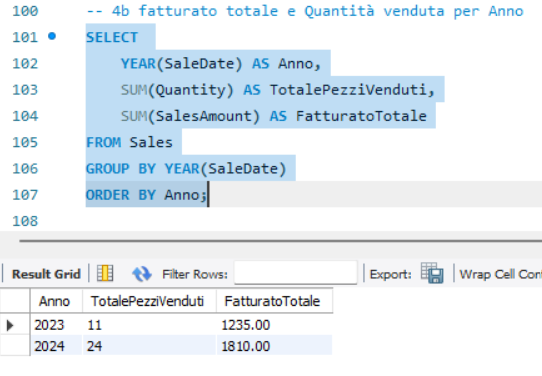 100 -- 4b fatturato totale e Quantità venduta per Anno
101 SELECT
102 YEAR(SaleDate) AS Anno,
103 SUM(Quantity) AS TotalePezziVenduti,
104 SUM(SalesAmount) AS FatturatoTotale
105 FROM Sales
106 GROUP BY YEAR(SaleDate)
107 ORDER BY Anno;
108
Result Grid Filter Rows: Export: Wrap Cell Con
Anno TotalePezziVenduti FatturatoTotale
2023 11 1235.00
2024 24 1810.00